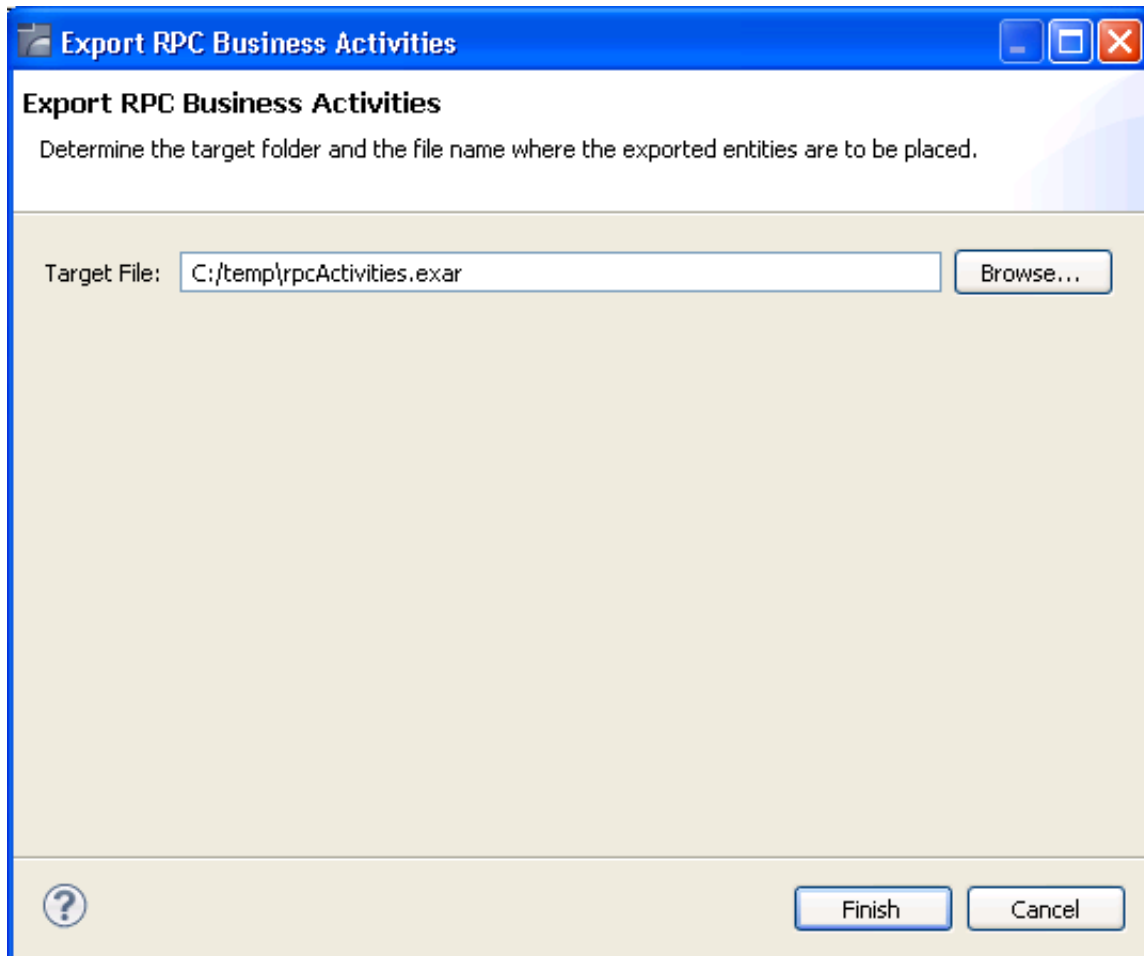 Export RPC Business Activities
Export RPC Business Activities
Determine the target folder and the file name where the exported entities are to be placed.
Target File: C:/temp\rpcActivities.exar Browse...
? Finish Cancel